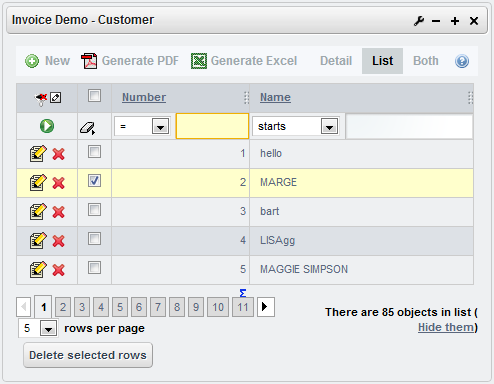 Invoice Demo - Customer
New Generate PDF Generate Excel Detail List Both
Number Name
= starts
1 hello
2 MARGE
3 bart
4 LISAgg
5 MAGGIE SIMPSON
Σ
1 2 3 4 5 6 7 8 9 10 11
There are 85 objects in list (
5 rows per page
Hide them)
Delete selected rows